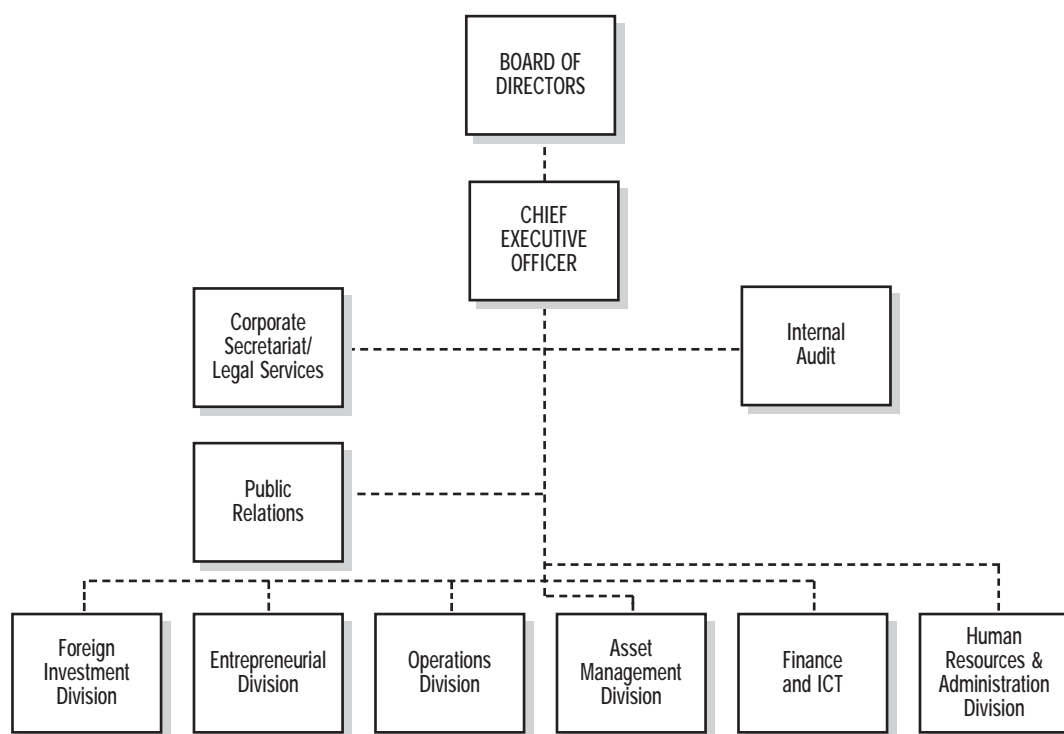 BOARD OF
DIRECTORS
CHIEF
EXECUTIVE
OFFICER
Corporate
Secretariat/
Legal Services
Internal
Audit
Public
Relations
Foreign
Investment
Division
Entrepreneurial
Division
Operations
Division
Asset
Management
Division
Finance
and ICT
Human
Resources &
Administration
Division